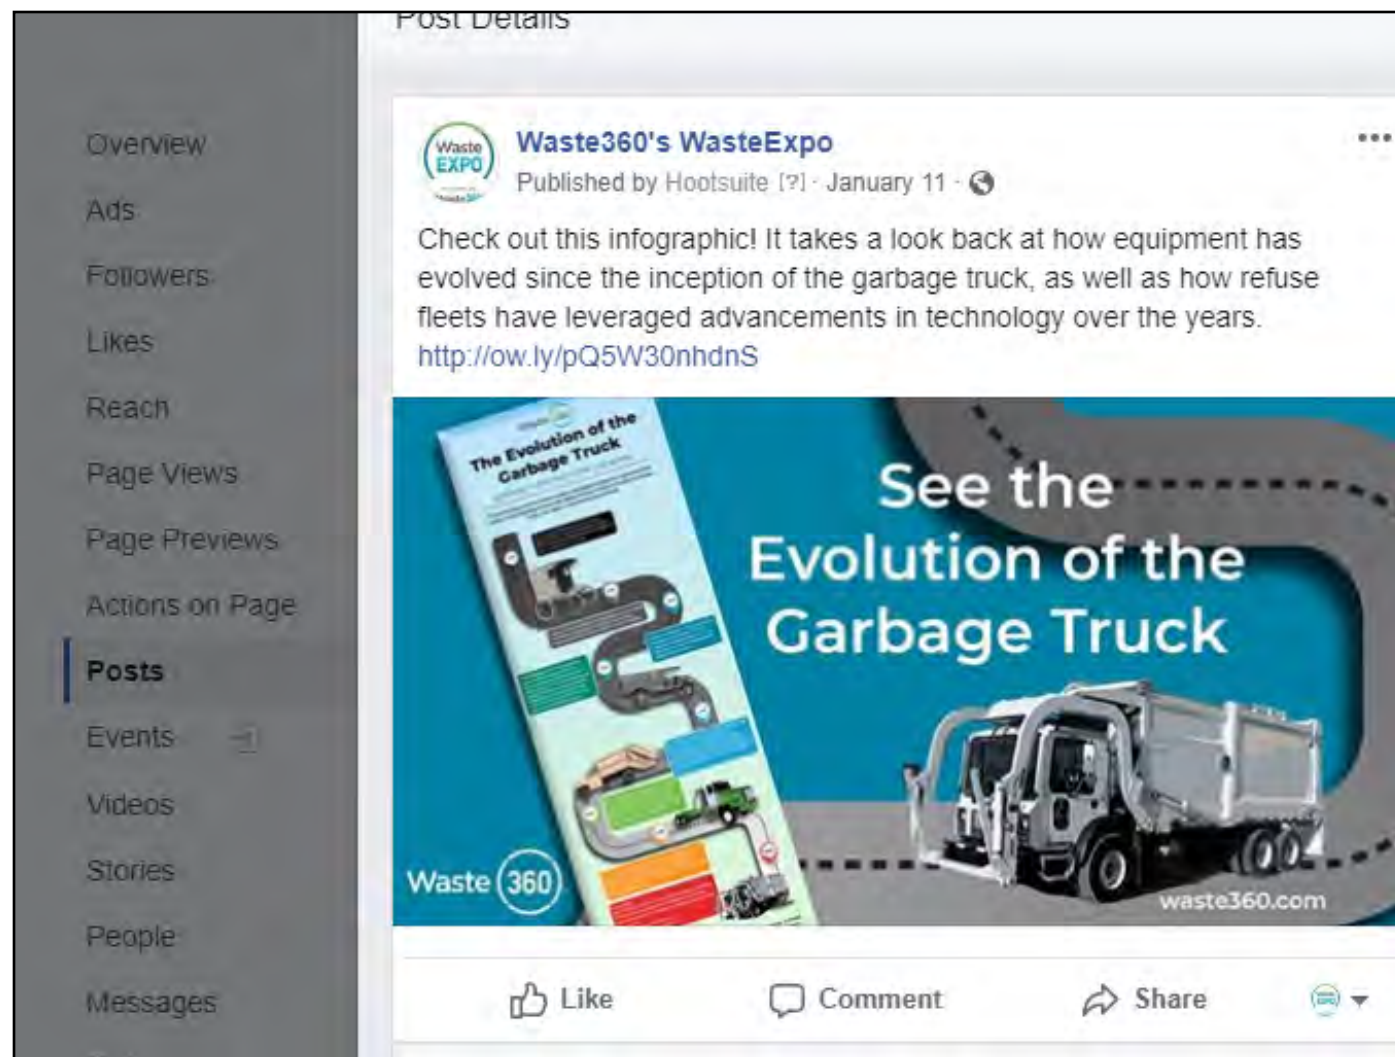 Post Details
Overview
Ads
Followers
Likes
Reach
Page Views
Page Previews
Actions on Page
Posts
Events
Videos
Stories
People
Messages
Waste
EXPO
Waste360's WasteExpo
Published by Hootsuite [?] · January 11 ·
Check out this infographic! It takes a look back at how equipment has
evolved since the inception of the garbage truck, as well as how refuse
fleets have leveraged advancements in technology over the years.
http://ow.ly/pQ5W30nhdnS
The Evolution of the
Garbage Truck
See the
Evolution of the
Garbage Truck
Waste 360
waste360.com
Like
Comment
Share